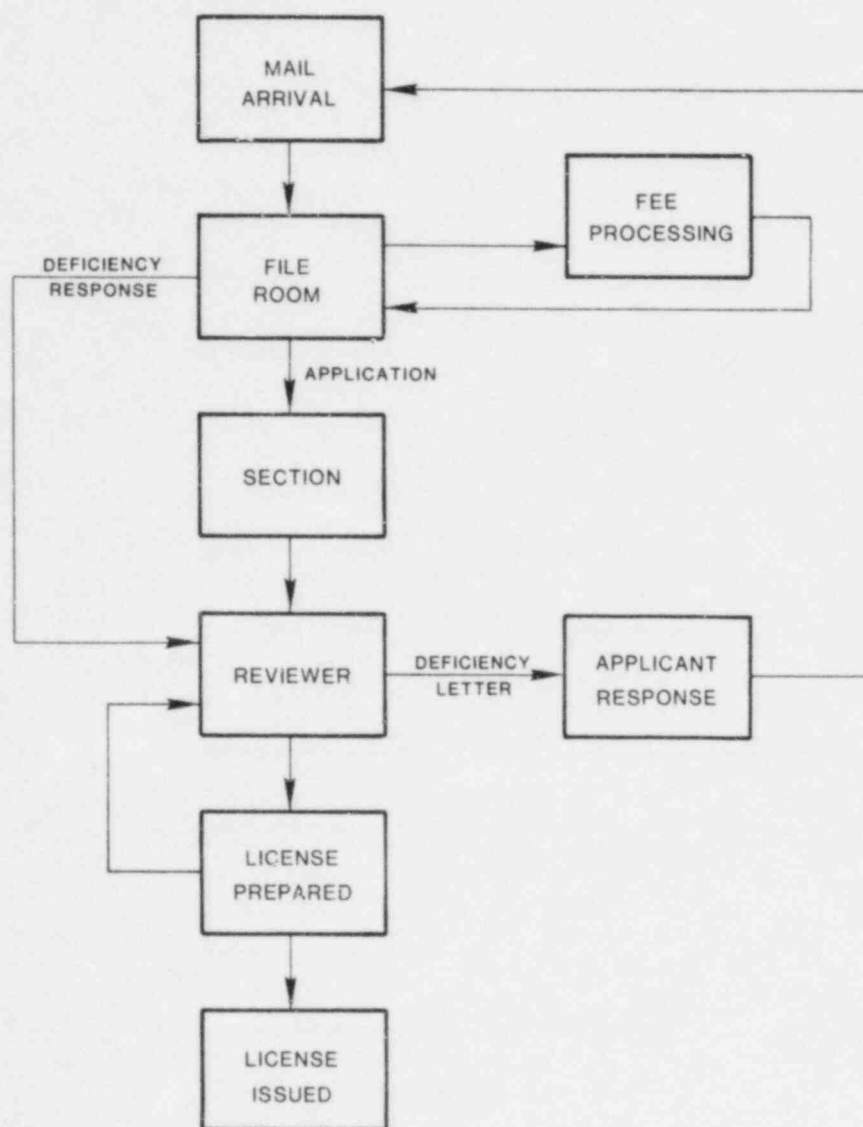 MAIL
ARRIVAL
FEE
PROCESSING
FILE
ROOM
DEFICIENCY
RESPONSE
APPLICATION
SECTION
REVIEWER
DEFICIENCY
LETTER
APPLICANT
RESPONSE
LICENSE
PREPARED
LICENSE
ISSUED